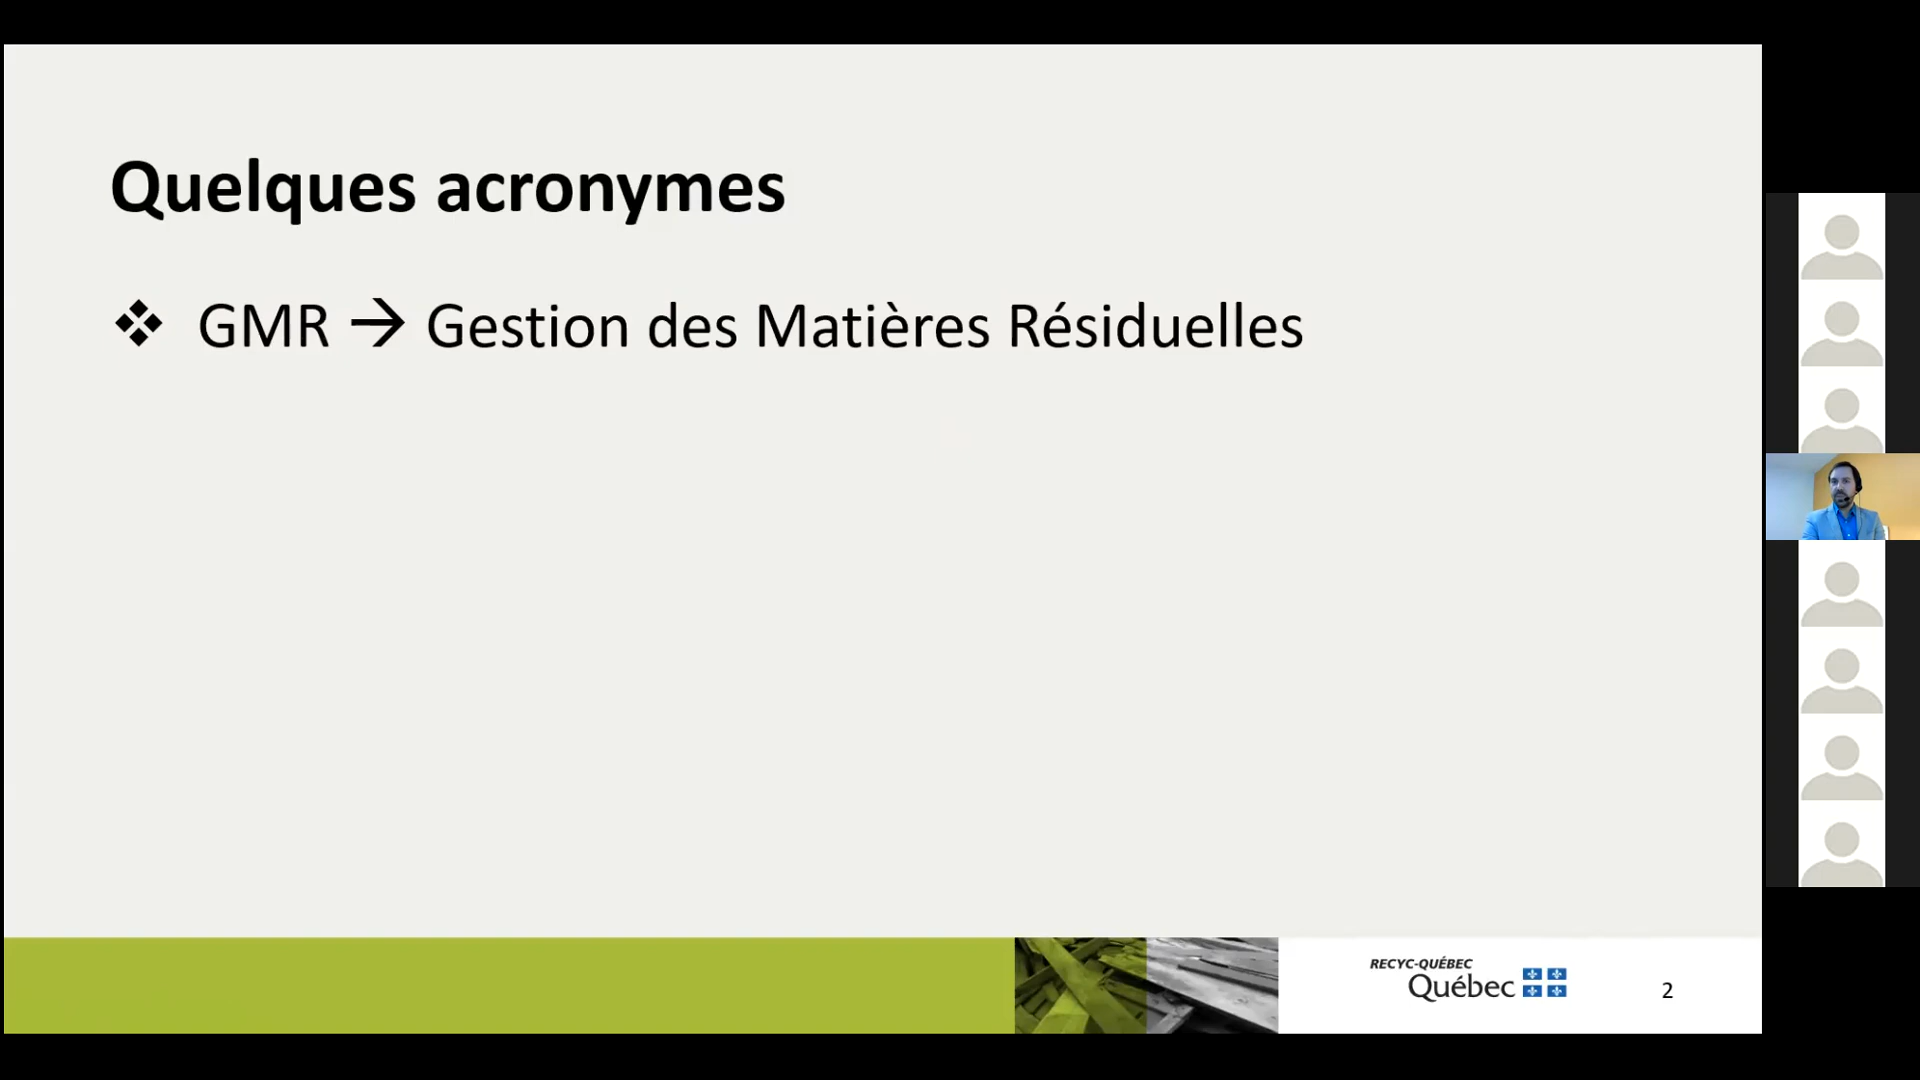 Quelques acronymes
❖ GMR → Gestion des Matières Résiduelles
RECYC-QUÉBEC
Québec
2